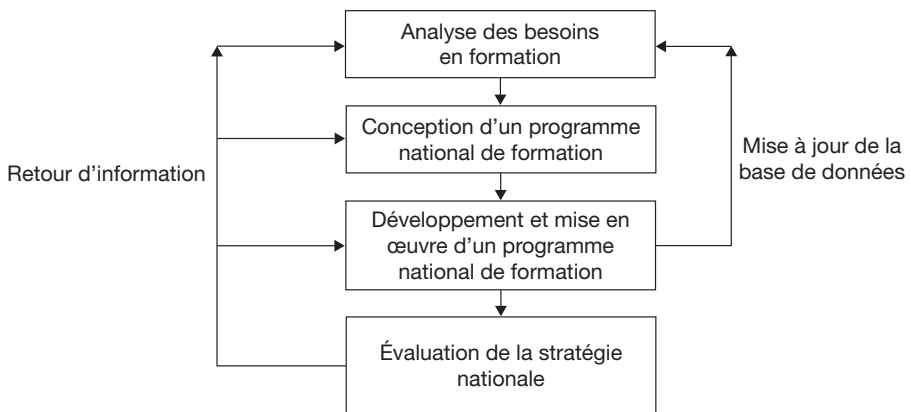 Analyse des besoins
en formation
Conception d’un programme
national de formation
Retour d’information
Mise à jour de la
base de données
Développement et mise en
œuvre d’un programme
national de formation
Évaluation de la stratégie
nationale